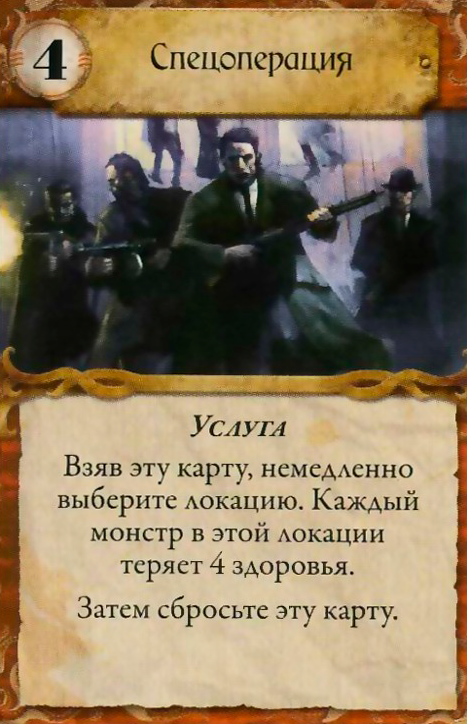 4
Спецоперация
Услуга
Взяв эту карту, немедленно
выберите локацию. Каждый
монстр в этой локации
теряет 4 здоровья.
Затем сбросьте эту карту.